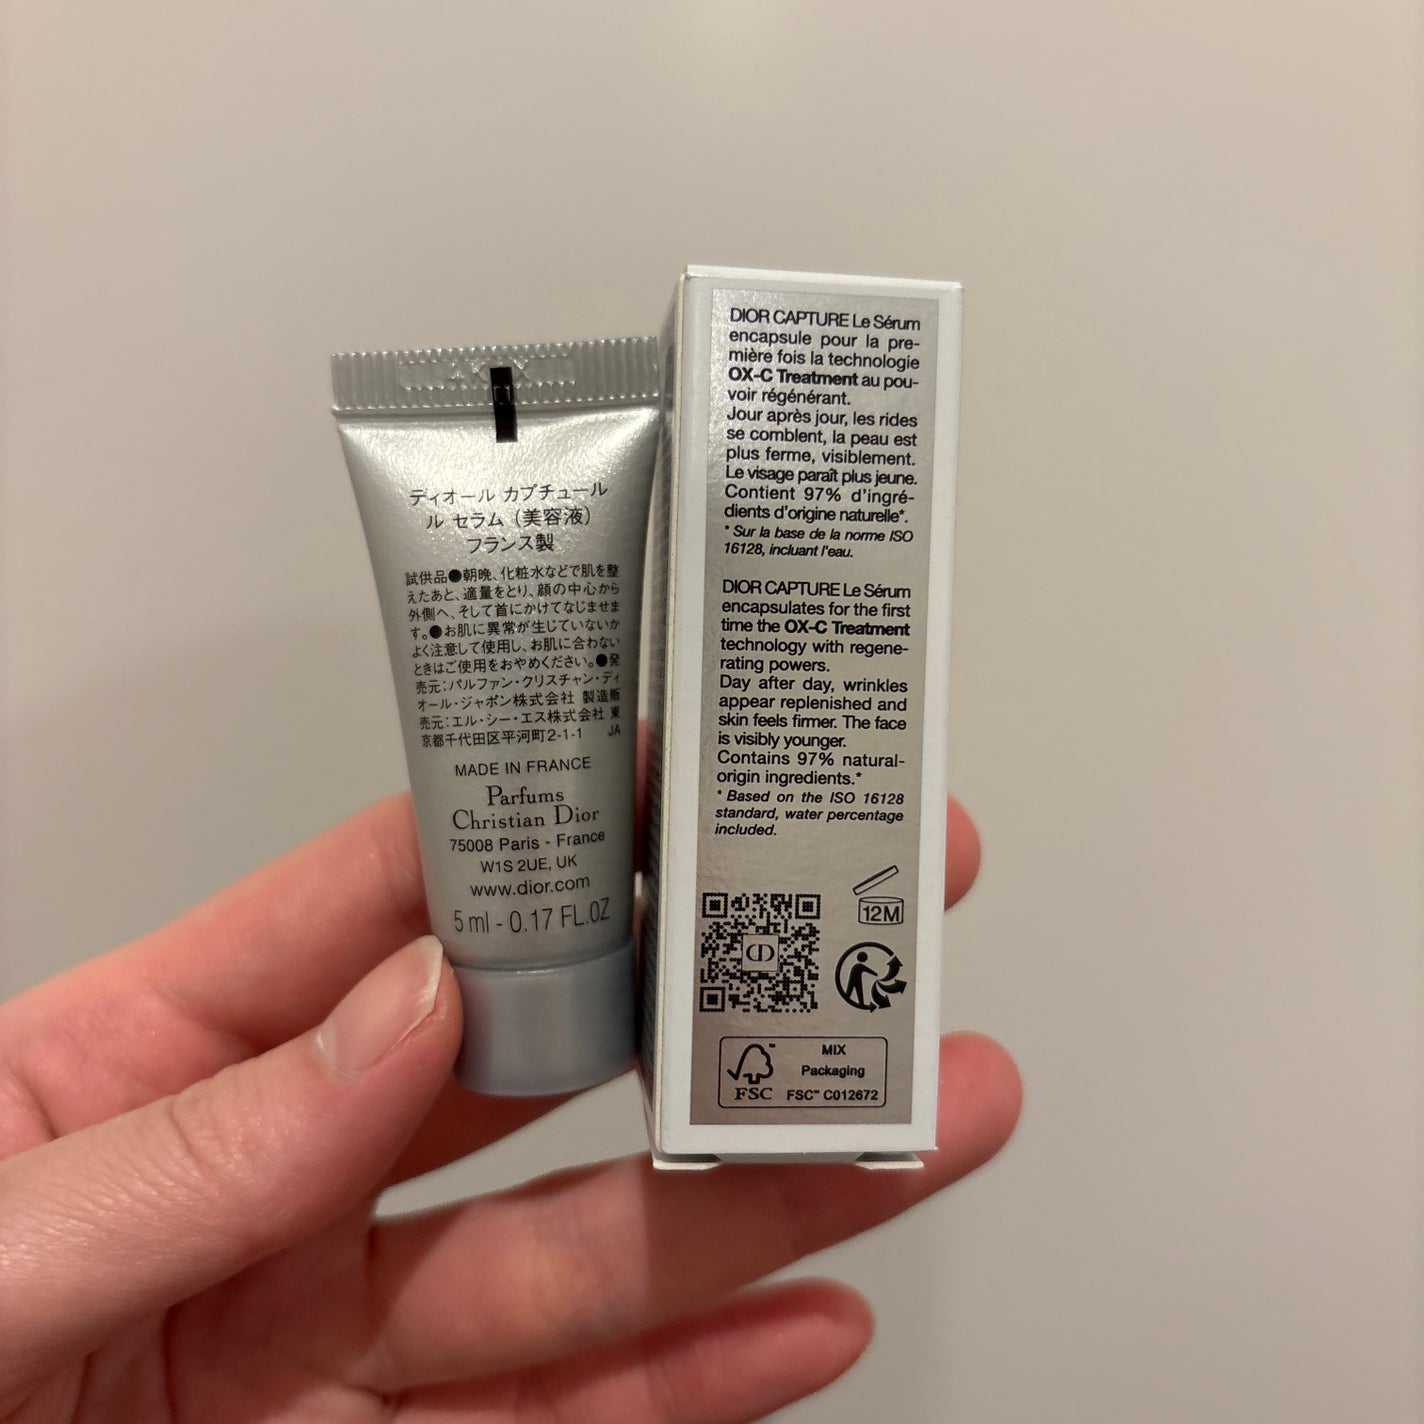 ディオール カプチュール
ル セラム（美容液）
フランス製
試供品●朝晩、化粧水などで肌を整
えたあと、適量をとり、顔の中心から
外側へ、そして首にかけてなじませま
す。●お肌に異常が生じていないか
よく注意して使用し、お肌に合わない
ときはご使用をおやめください。●発
売元：パルファン・クリスチャン・ディ
オール・ジャポン株式会社 製造販
売元：エル・シー・エス株式会社 東
京都千代田区平河町2-1-1 JA
MADE IN FRANCE
Parfums
Christian Dior
75008 Paris - France
W1S 2UE, UK
www.dior.com
5 ml - 0.17 FL.OZ
DIOR CAPTURE Le Sérum
encapsule pour la pre-
mière fois la technologie
OX-C Treatment au pou-
voir régénérant.
Jour après jour, les rides
se comblent, la peau est
plus ferme, visiblement.
Le visage paraît plus jeune.
Contient 97% d'ingré-
dients d'origine naturelle*.
* Sur la base de la norme ISO
16128, incluant l'eau.
DIOR CAPTURE Le Sérum
encapsulates for the first
time the OX-C Treatment
technology with regene-
rating powers.
Day after day, wrinkles
appear replenished and
skin feels firmer. The face
is visibly younger.
Contains 97% natural-
origin ingredients.*
* Based on the ISO 16128
standard, water percentage
included.
12M
CD
FSC™
MIX
Packaging
FSC™ C012672